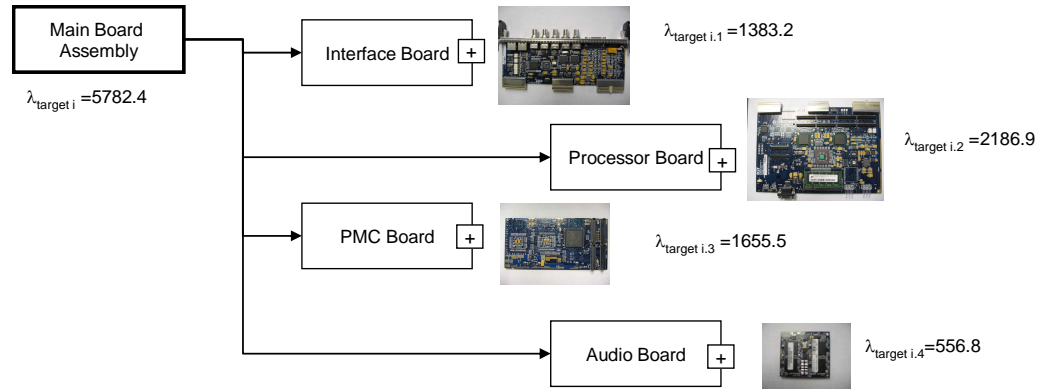 Main Board
Assembly
λtarget i =5782.4
Interface Board
+
λtarget i.1 =1383.2
Processor Board
+
λtarget i.2 =2186.9
PMC Board
+
λtarget i.3 =1655.5
Audio Board
+
λtarget i.4=556.8